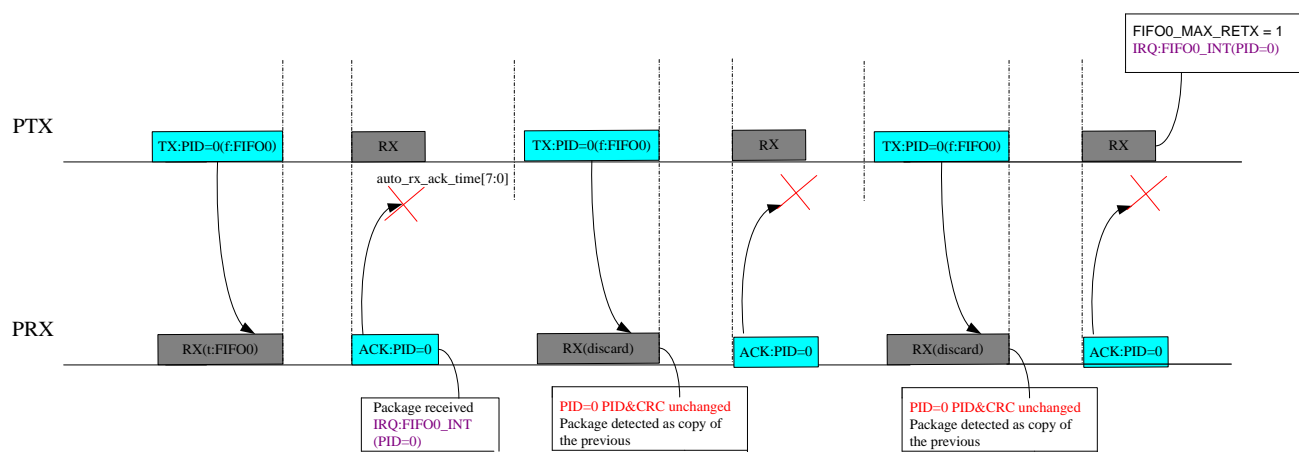 FIFO0_MAX_RETX = 1
IRQ:FIFO0_INT(PID=0)
PTX
TX:PID=0(f:FIFO0)
RX
TX:PID=0(f:FIFO0)
RX
TX:PID=0(f:FIFO0)
RX
auto_rx_ack_time[7:0]
PRX
RX(t:FIFO0)
ACK:PID=0
RX(discard)
ACK:PID=0
RX(discard)
ACK:PID=0
Package received
IRQ:FIFO0_INT
(PID=0)
PID=0 PID&CRC unchanged
Package detected as copy of
the previous
PID=0 PID&CRC unchanged
Package detected as copy of
the previous